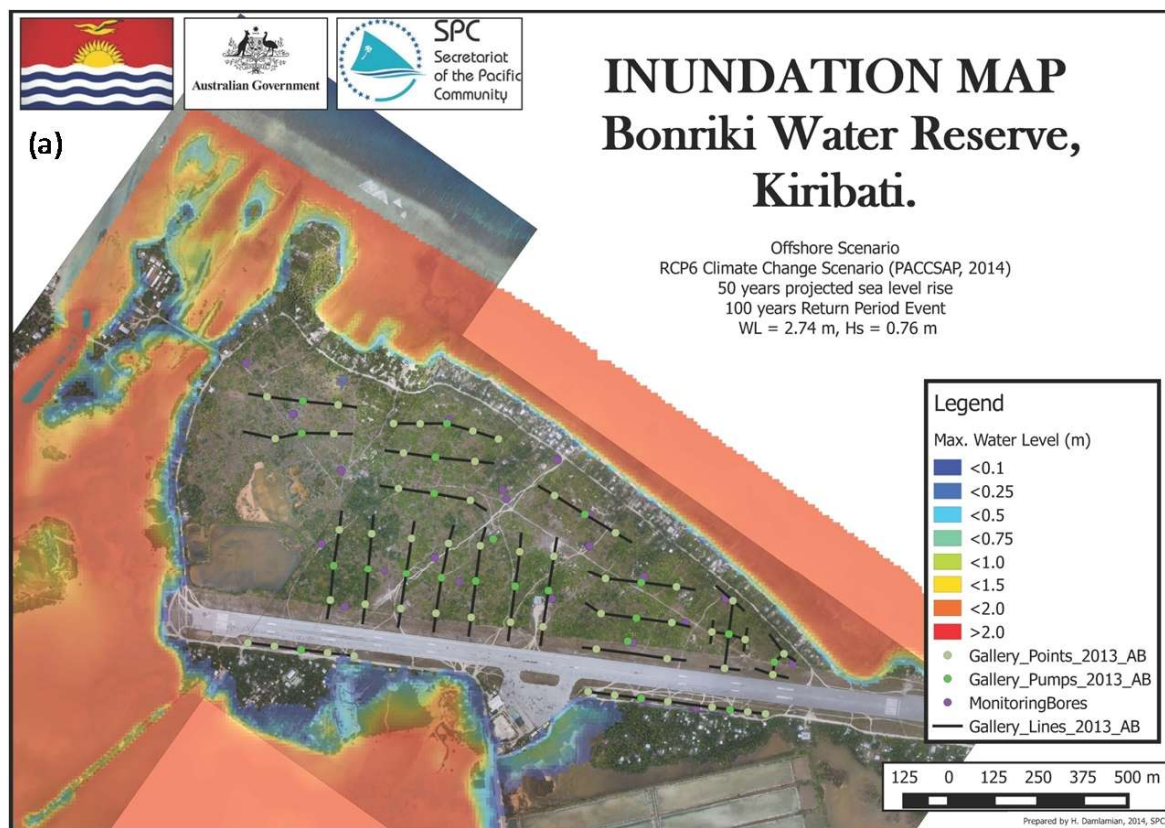 SPC
Secretariat
of the Pacific
Community
Australian Government
(a)
INUNDATION MAP
Bonriki Water Reserve,
Kiribati.
Offshore Scenario
RCP6 Climate Change Scenario (PACCSAP, 2014)
50 years projected sea level rise
100 years Return Period Event
WL = 2.74 m, Hs = 0.76 m
Legend
Max. Water Level (m)
<0.1
<0.25
<0.5
<0.75
<1.0
<1.5
<2.0
>2.0
Gallery_Points_2013_AB
Gallery_Pumps_2013_AB
MonitoringBores
Gallery_Lines_2013_AB
125 0 125 250 375 500 m
Prepared by H. Damlamian, 2014, SPC